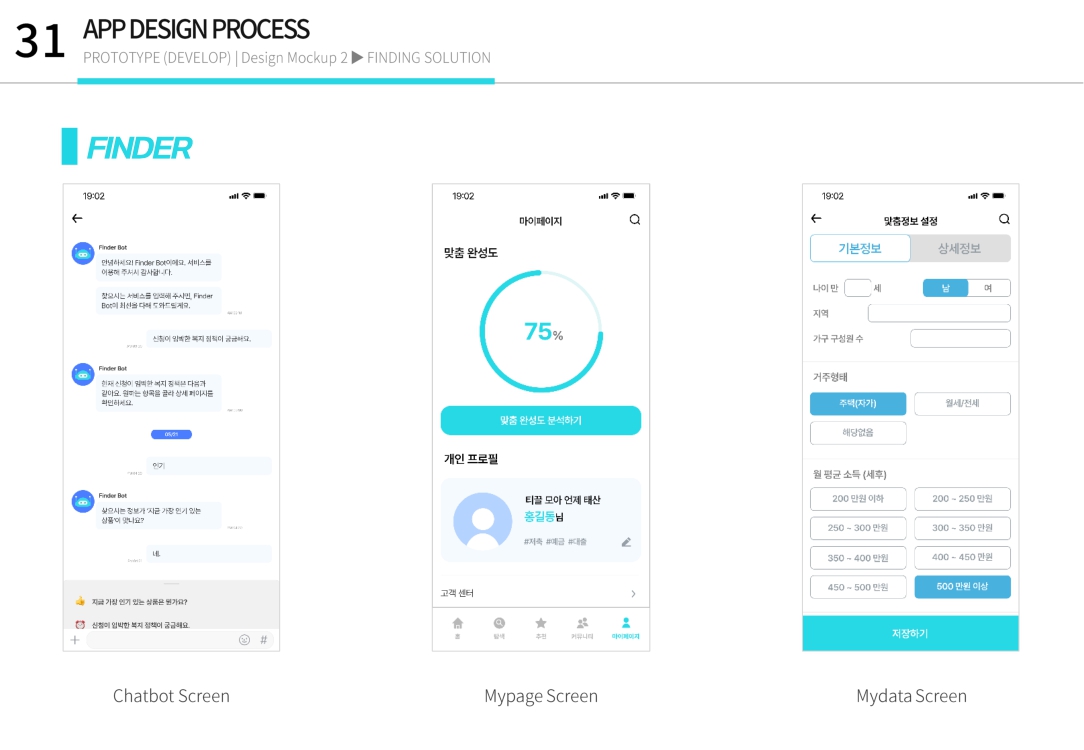 31
APP DESIGN PROCESS
PROTOTYPE (DEVELOP) | Design Mockup 2 ▶ FINDING SOLUTION
FINDER
19:02
Finder Bot
안녕하세요! Finder Bot이에요. 서비스를
이용해 주셔서 감사합니다.
찾으시는 서비스를 입력해 주시면, Finder
Bot이 최선을 다해 도와드릴게요.
신청이 임박한 복지 정책이 궁금해요.
Finder Bot
현재 신청이 임박한 복지 정책은 다음과
같아요. 원하는 항목을 골라 상세 페이지를
확인하세요.
인기
Finder Bot
찾으시는 정보가 '지금 가장 인기 있는
상품'이 맞나요?
네.
지금 가장 인기 있는 상품은 뭔가요?
신청이 임박한 복지 정책이 궁금해요.
+
#
Chatbot Screen
19:02
마이페이지
맞춤 완성도
75%
맞춤 완성도 분석하기
개인 프로필
티끌 모아 언제 태산
홍길동님
#저축 #예금 #대출
고객 센터
홈 탐색 추천 커뮤니티 마이페이지
Mypage Screen
19:02
맞춤정보 설정
기본정보 상세정보
나이 만 세 남 여
지역
가구 구성원 수
거주형태
주택(자가) 월세/전세
해당없음
월 평균 소득 (세후)
200 만원 이하 200 ~ 250 만원
250 ~ 300 만원 300 ~ 350 만원
350 ~ 400 만원 400 ~ 450 만원
450 ~ 500 만원 500 만원 이상
저장하기
Mydata Screen